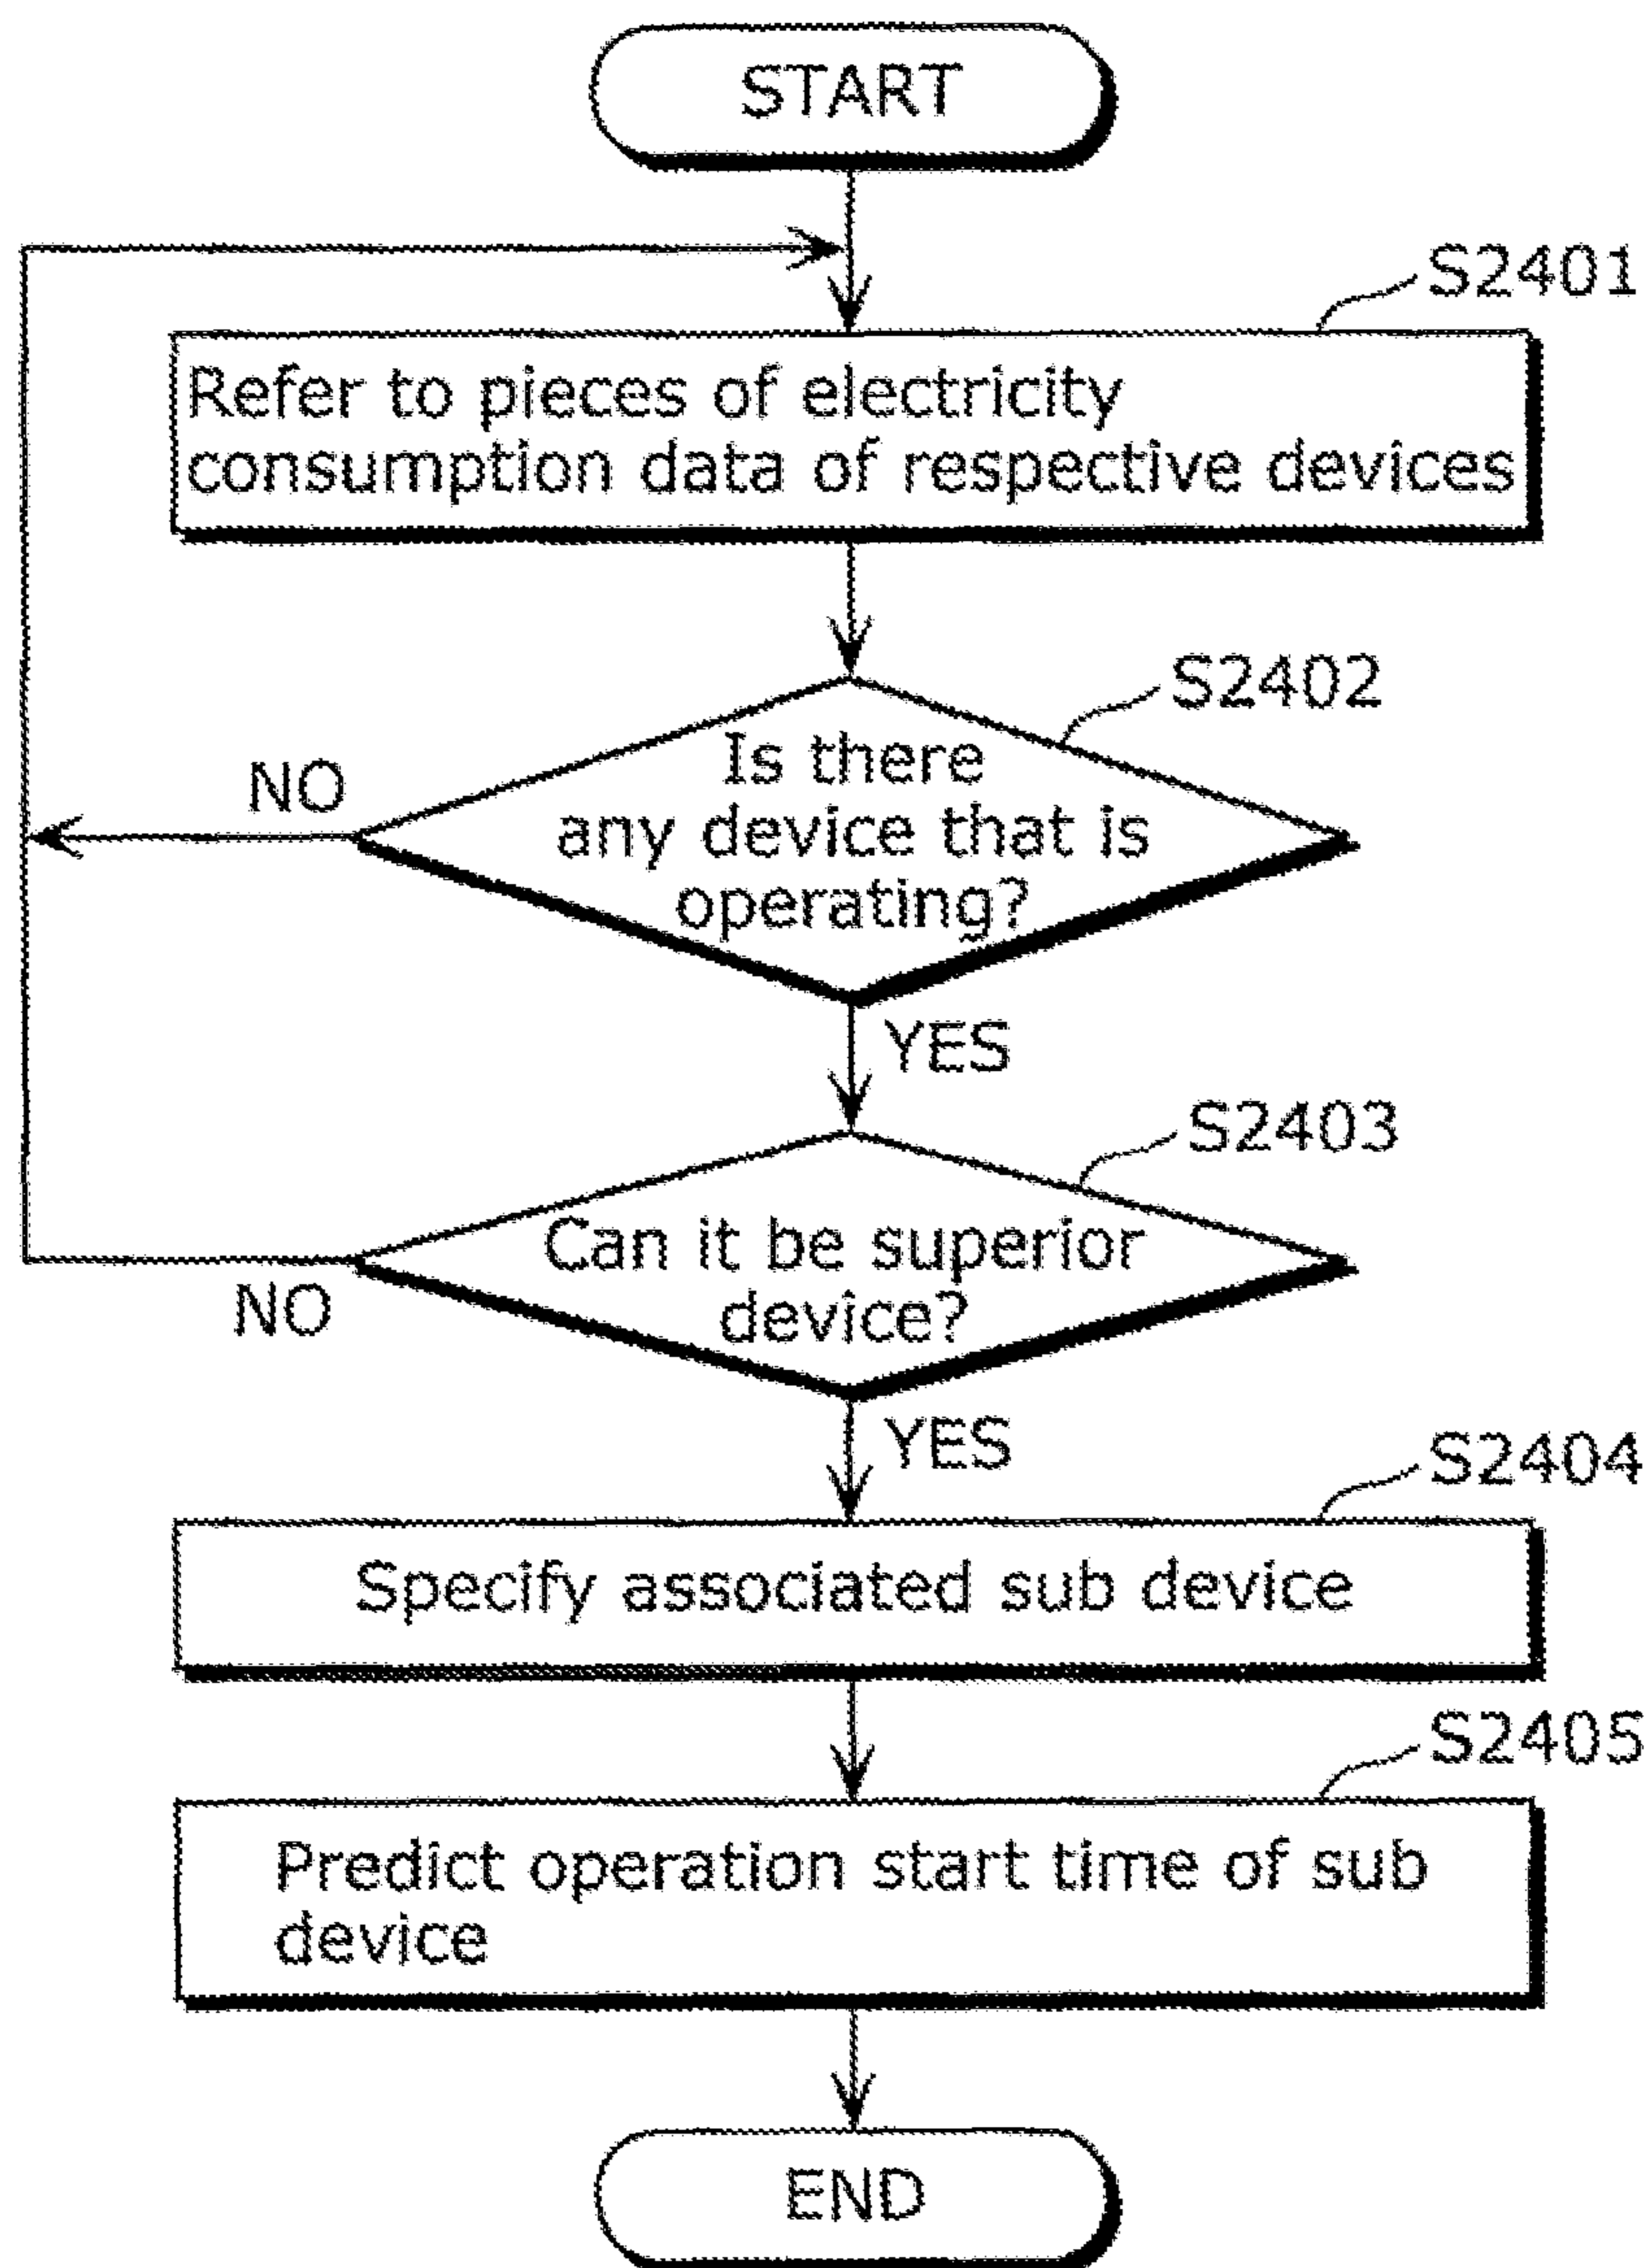 START
S2401
Refer to pieces of electricity
consumption data of respective devices
S2402
Is there
any device that is
operating?
NO
YES
S2403
Can it be superior
device?
NO
YES
S2404
Specify associated sub device
S2405
Predict operation start time of sub
device
END